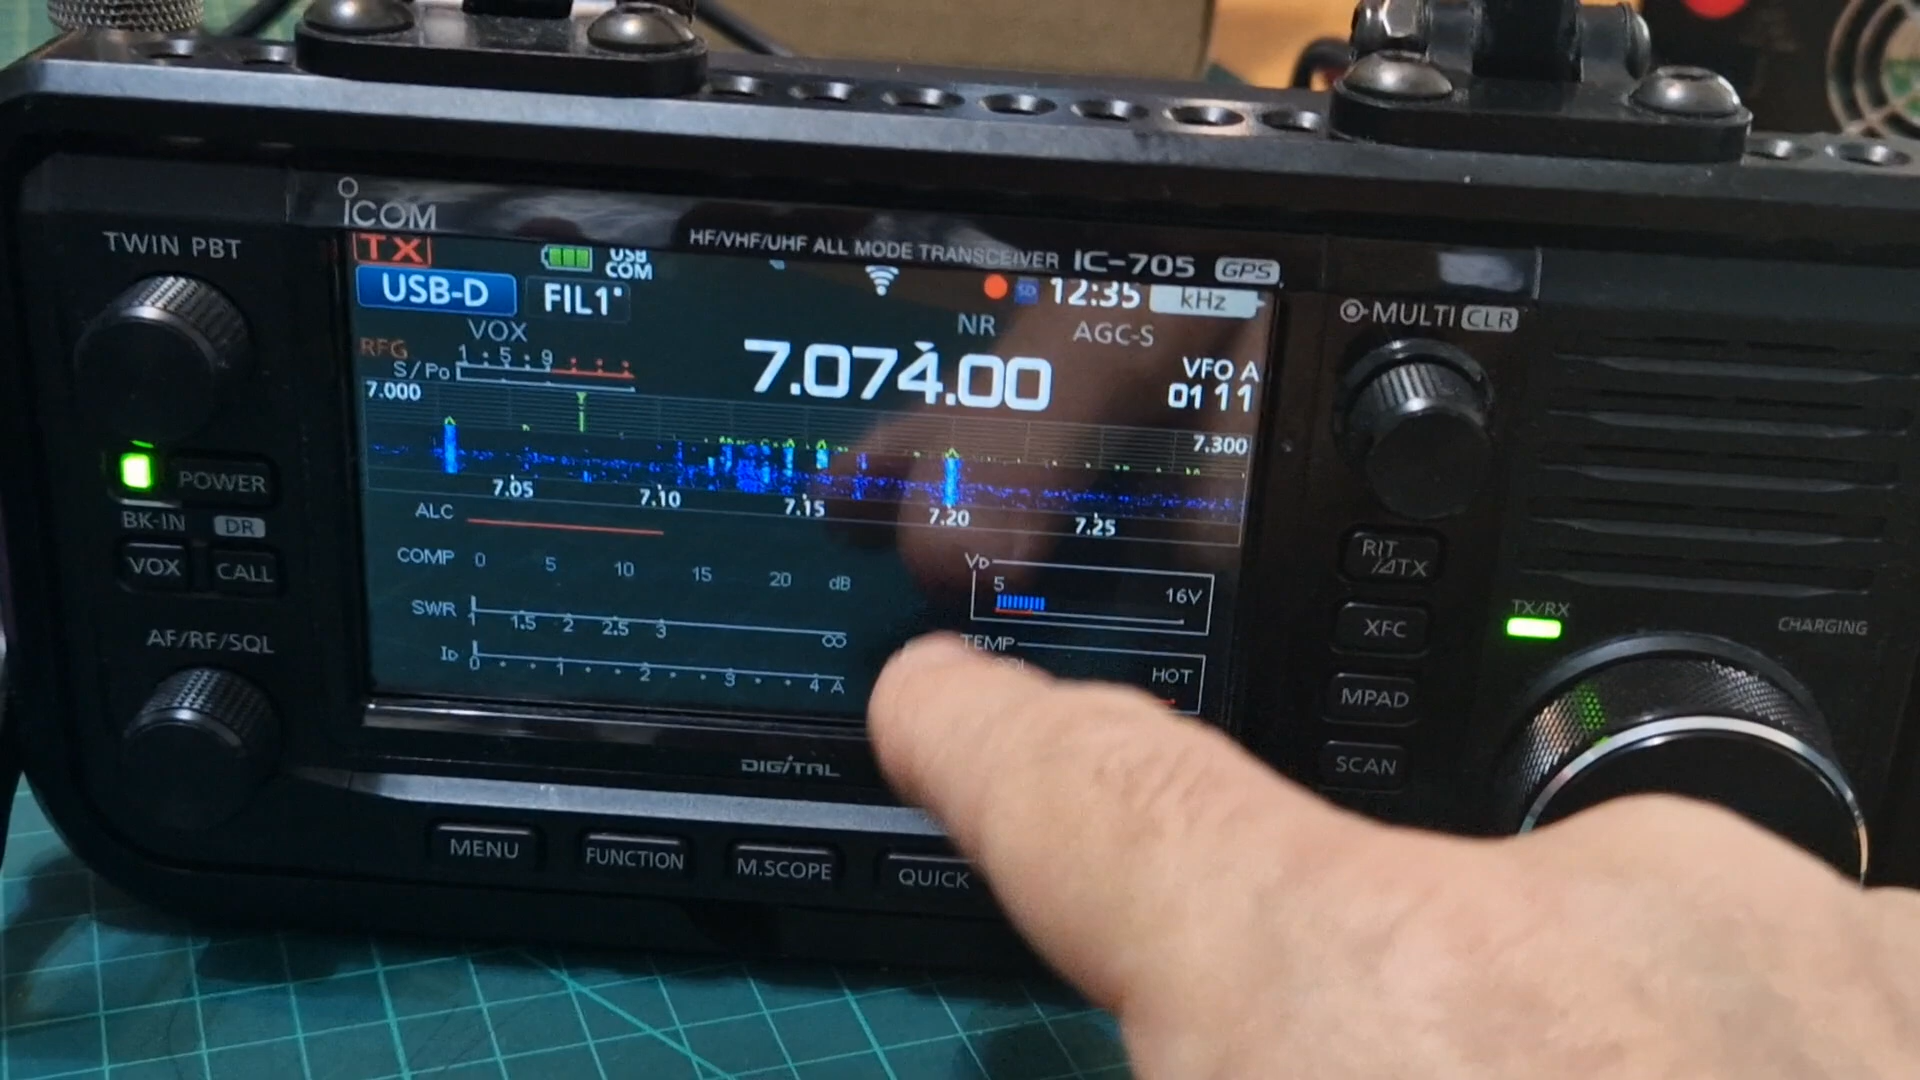 ICOM
HF/VHF/UHF ALL MODE TRANSCEIVER IC-705 GPS
TWIN PBT
TX USB COM
USB-D FIL1 SD 12:35 kHz
VOX NR AGC-S
RFG
S/Po 1 5 9
7.074.00 VFO A
01 11
7.000 7.300
7.05 7.10 7.15 7.20 7.25
ALC
COMP 0 5 10 15 20 dB
SWR 1 1.5 2 2.5 3 ∞
ID 0 1 2 3 4 A
VD
5 16V
TEMP
HOT
POWER
BK-IN DR
VOX CALL
AF/RF/SQL
MULTI CLR
RIT
/⊿TX
TX/RX
CHARGING
XFC
MPAD
SCAN
DIGITAL
MENU FUNCTION M.SCOPE QUICK